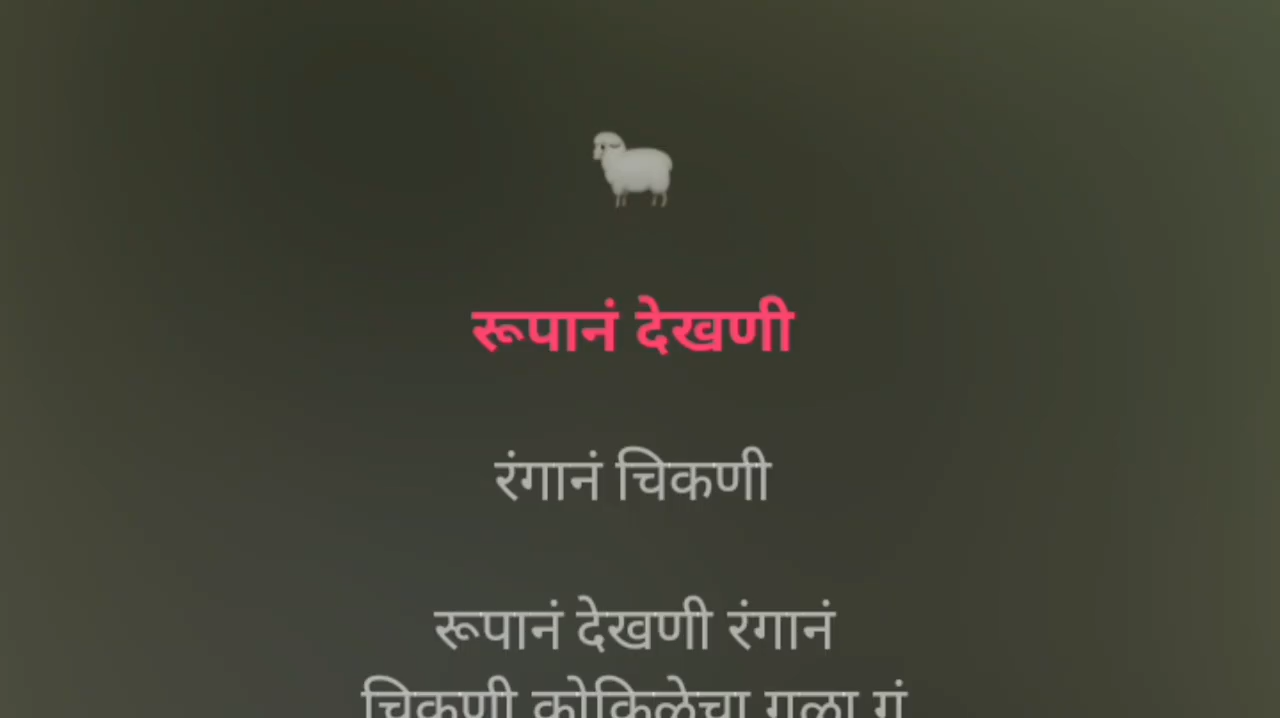 रूपानं देखणी
रंगानं चिकणी
रूपानं देखणी रंगानं
चिकणी कोकिळेचा गळा गं